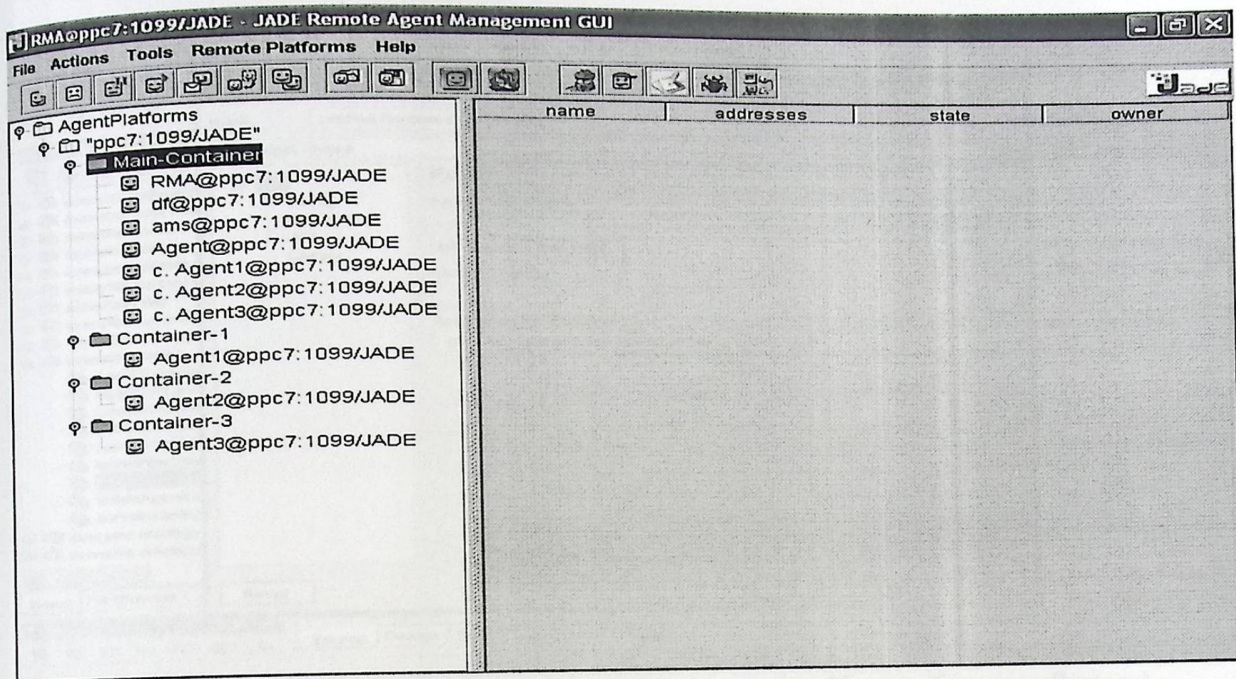 RMA@ppc7:1099/JADE - JADE Remote Agent Management GUI
File Actions Tools Remote Platforms Help
Jade
name addresses state owner
AgentPlatforms
"ppc7:1099/JADE"
Main-Container
RMA@ppc7:1099/JADE
df@ppc7:1099/JADE
ams@ppc7:1099/JADE
Agent@ppc7:1099/JADE
c. Agent1@ppc7:1099/JADE
c. Agent2@ppc7:1099/JADE
c. Agent3@ppc7:1099/JADE
Container-1
Agent1@ppc7:1099/JADE
Container-2
Agent2@ppc7:1099/JADE
Container-3
Agent3@ppc7:1099/JADE